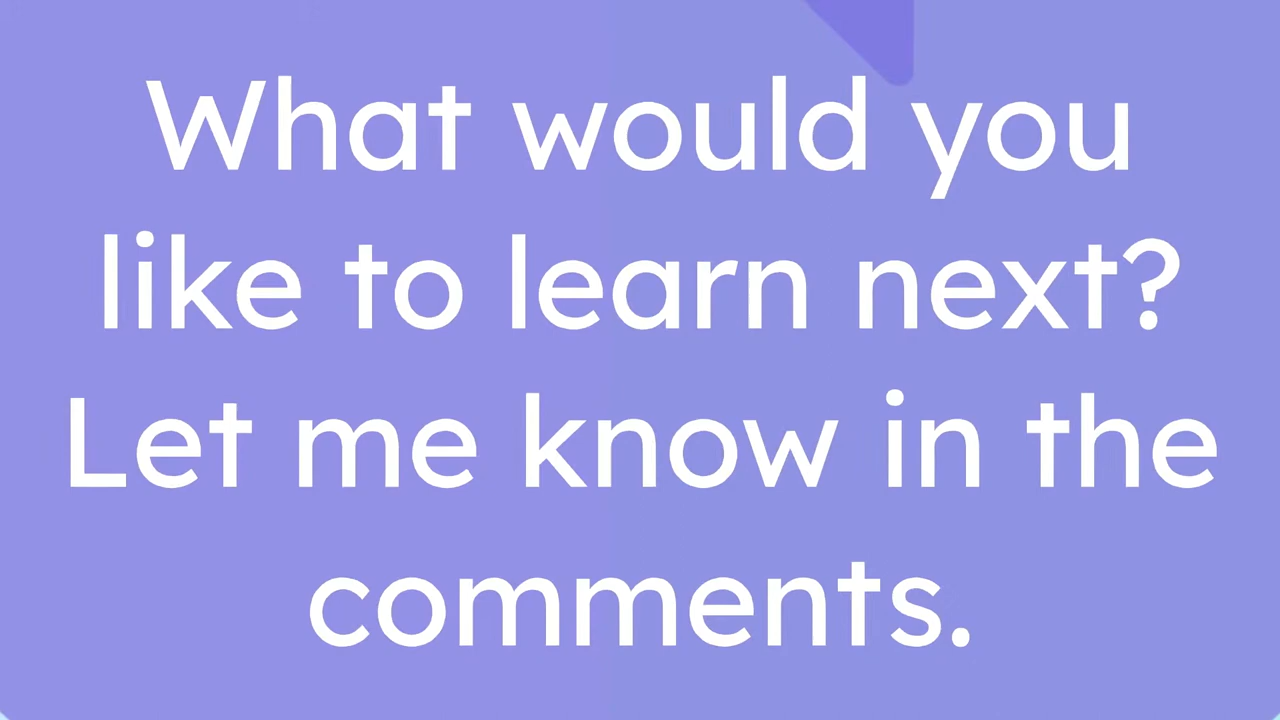 What would you
like to learn next?
Let me know in the
comments.